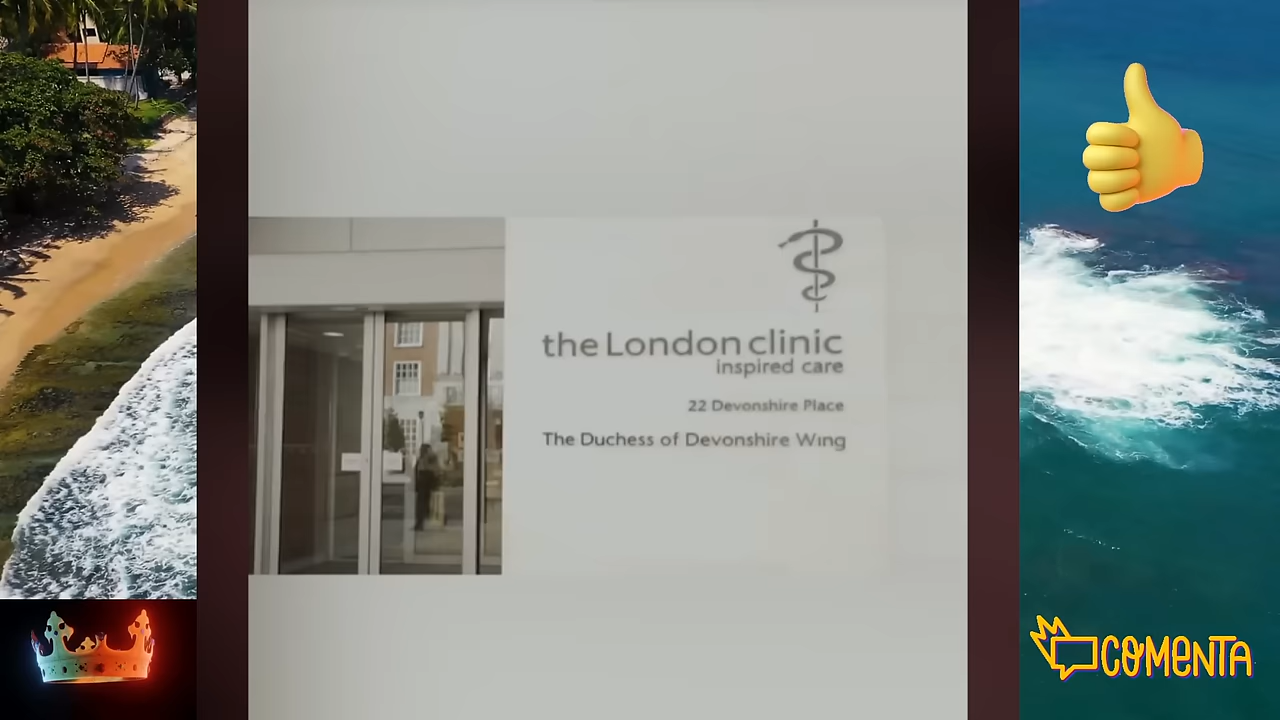 the London clinic
inspired care
22 Devonshire Place
The Duchess of Devonshire Wing
COMENTA